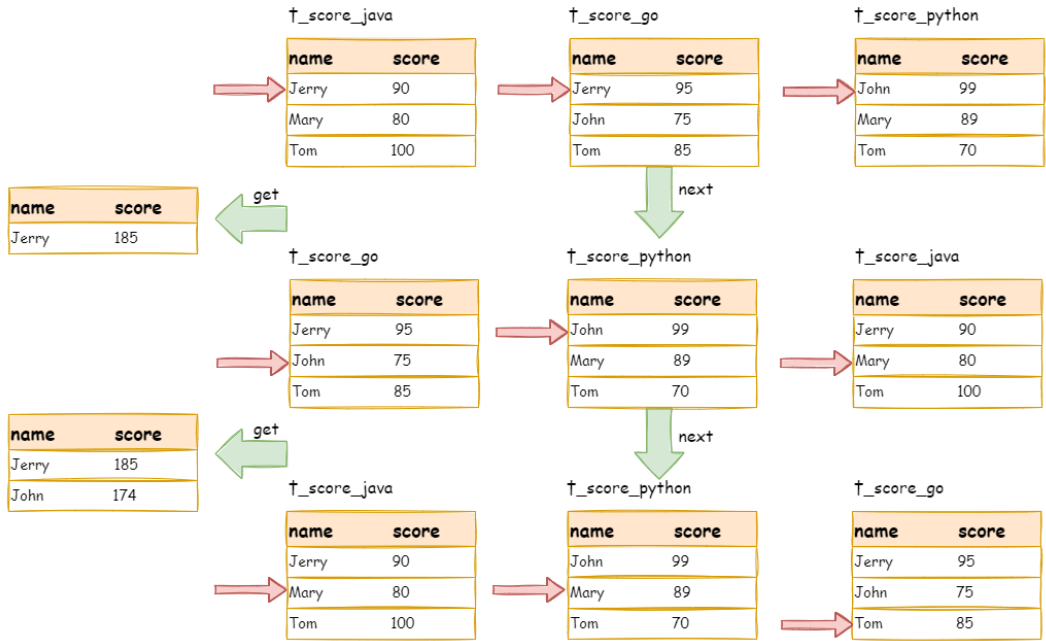 t_score_java t_score_go t_score_python
name score name score name score
Jerry 90 Jerry 95 John 99
Mary 80 John 75 Mary 89
Tom 100 Tom 85 Tom 70
get next
name score
Jerry 185
t_score_go t_score_python t_score_java
name score name score name score
Jerry 95 John 99 Jerry 90
John 75 Mary 89 Mary 80
Tom 85 Tom 70 Tom 100
get next
name score
Jerry 185
John 174
t_score_java t_score_python t_score_go
name score name score name score
Jerry 90 John 99 Jerry 95
Mary 80 Mary 89 John 75
Tom 100 Tom 70 Tom 85